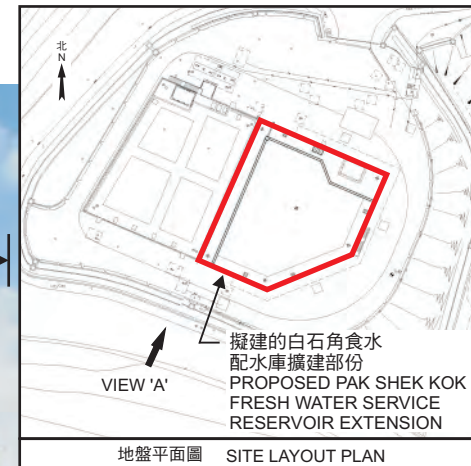 北
N
擬建的白石角食水
配水庫擴建部份
PROPOSED PAK SHEK KOK
FRESH WATER SERVICE
RESERVOIR EXTENSION
VIEW 'A'
地盤平面圖 SITE LAYOUT PLAN